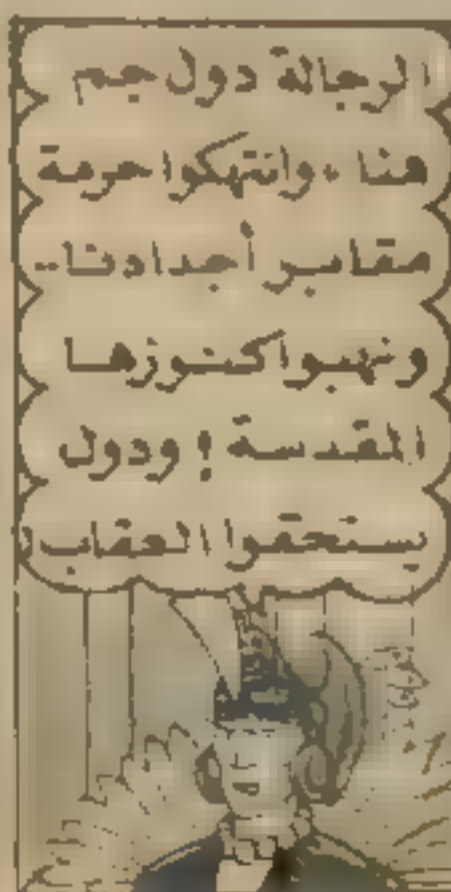 الرجالة دول جم
هنا، وانتهكوا حرمة
مقابر أجدادنا..
ونهبوا كنوزها
المقدسة! ودول
يستحقوا العقاب